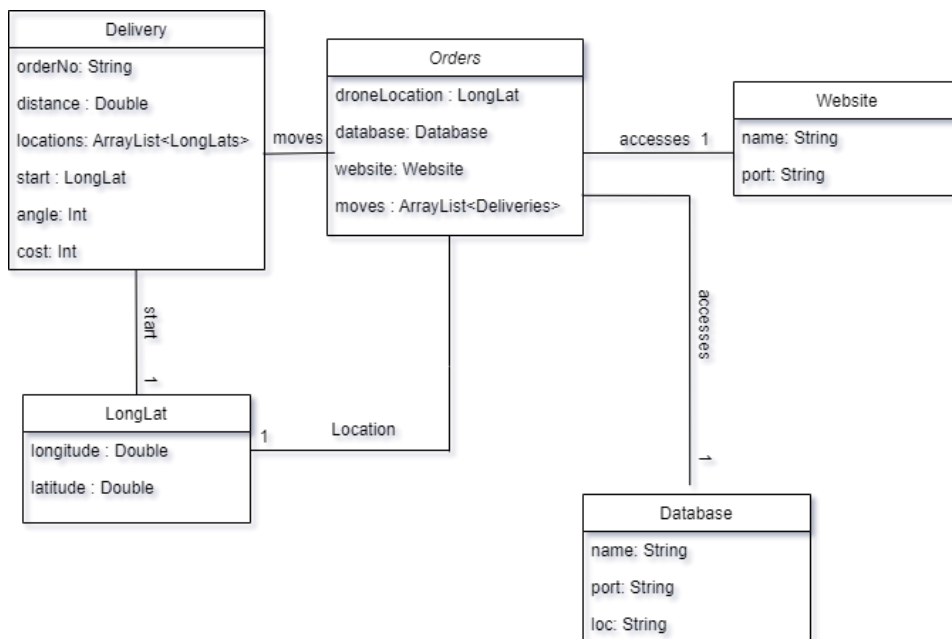 Delivery
orderNo: String
distance : Double
locations: ArrayList<LongLats>
start : LongLat
angle: Int
cost: Int
moves
Orders
droneLocation : LongLat
database: Database
website: Website
moves : ArrayList<Deliveries>
accesses 1
Website
name: String
port: String
start
1
accesses
1
LongLat
longitude : Double
latitude : Double
1
Location
Database
name: String
port: String
loc: String